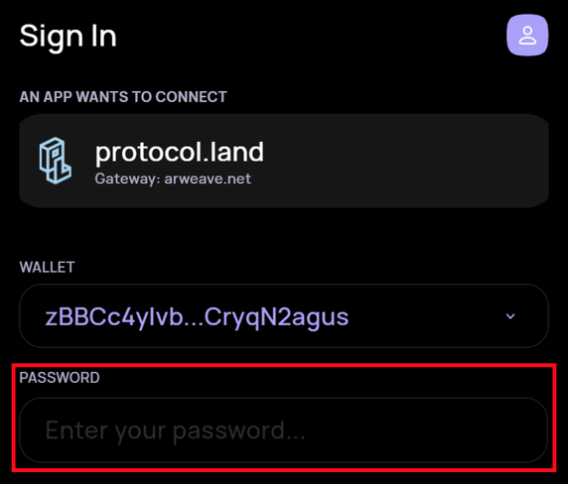 Sign In
AN APP WANTS TO CONNECT
protocol.land
Gateway: arweave.net
WALLET
zBBCc4ylvb...CryqN2agus
PASSWORD
Enter your password...